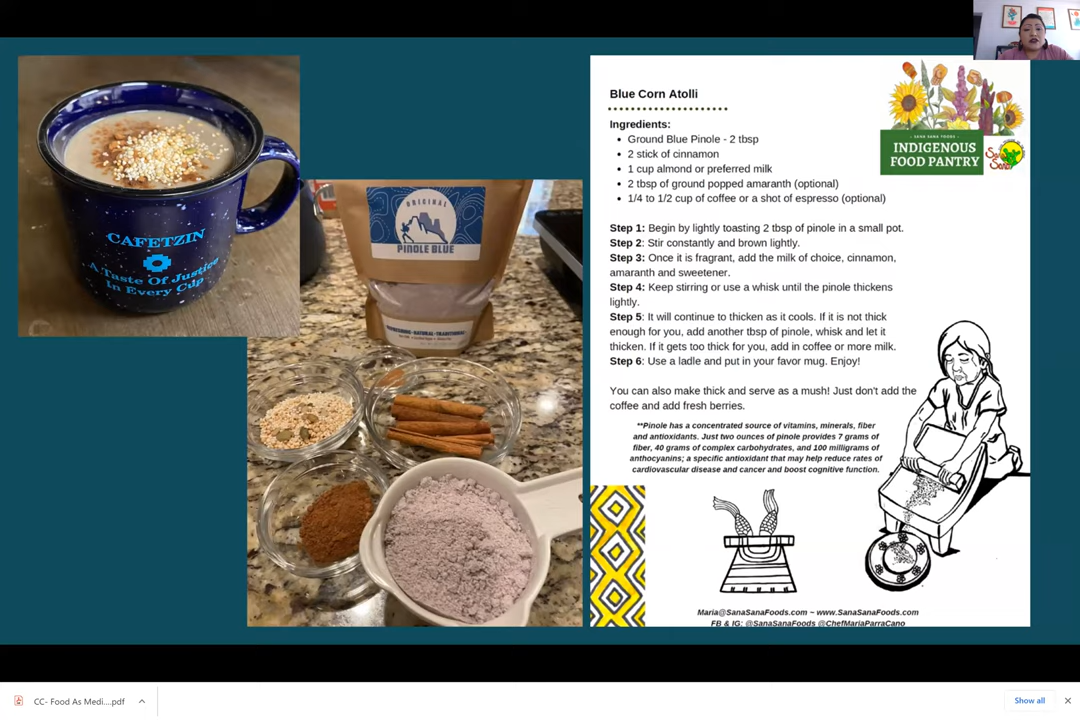 CAFETZIN
A Taste Of Justice
In Every Cup
ORIGINAL
PINOLE BLUE
Blue Corn Atolli
Ingredients:
• Ground Blue Pinole - 2 tbsp
• 2 stick of cinnamon
• 1 cup almond or preferred milk
• 2 tbsp of ground popped amaranth (optional)
• 1/4 to 1/2 cup of coffee or a shot of espresso (optional)
- SANA SANA FOODS -
INDIGENOUS
FOOD PANTRY
Step 1: Begin by lightly toasting 2 tbsp of pinole in a small pot.
Step 2: Stir constantly and brown lightly.
Step 3: Once it is fragrant, add the milk of choice, cinnamon,
amaranth and sweetener.
Step 4: Keep stirring or use a whisk until the pinole thickens
lightly.
Step 5: It will continue to thicken as it cools. If it is not thick
enough for you, add another tbsp of pinole, whisk and let it
thicken. If it gets too thick for you, add in coffee or more milk.
Step 6: Use a ladle and put in your favor mug. Enjoy!
You can also make thick and serve as a mush! Just don't add the
coffee and add fresh berries.
**Pinole has a concentrated source of vitamins, minerals, fiber
and antioxidants. Just two ounces of pinole provides 7 grams of
fiber, 40 grams of complex carbohydrates, and 100 milligrams of
anthocyanins; a specific antioxidant that may help reduce rates of
cardiovascular disease and cancer and boost cognitive function.
Maria@SanaSanaFoods.com ~ www.SanaSanaFoods.com
FB & IG: @SanaSanaFoods @ChefMariaParraCano
CC- Food As Medi....pdf
Show all